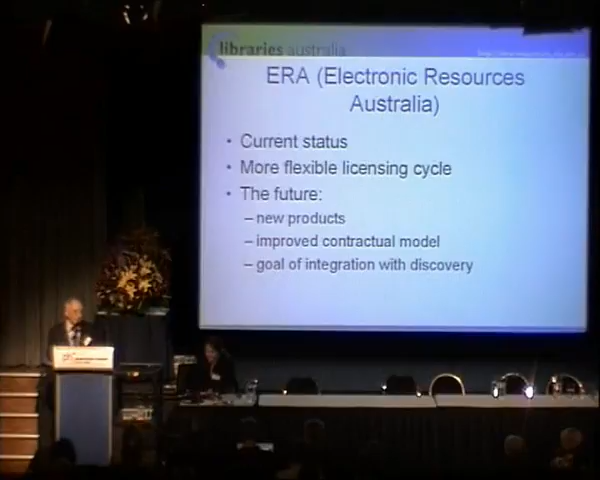 libraries australia
ERA (Electronic Resources
Australia)
• Current status
• More flexible licensing cycle
• The future:
– new products
– improved contractual model
– goal of integration with discovery